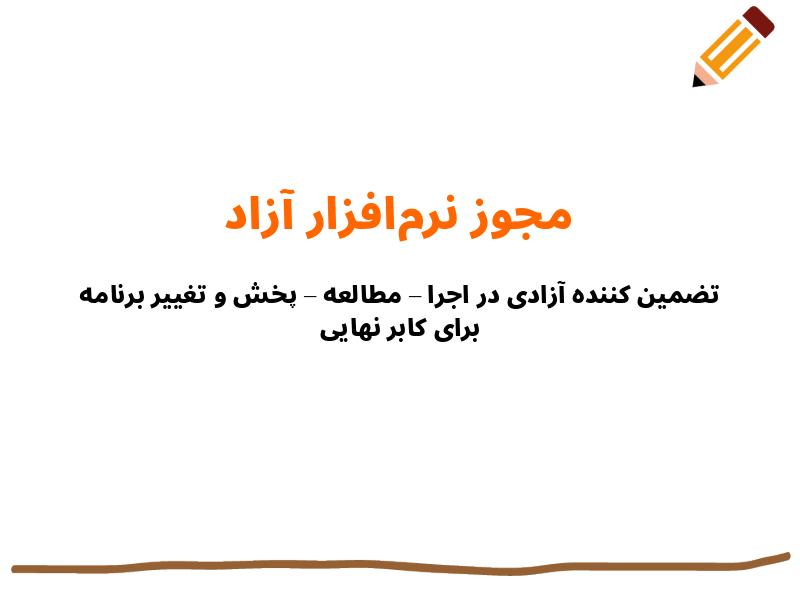 مجوز نرم‌افزار آزاد
تضمین کننده آزادی در اجرا – مطالعه – پخش و تغییر برنامه
برای کابر نهایی